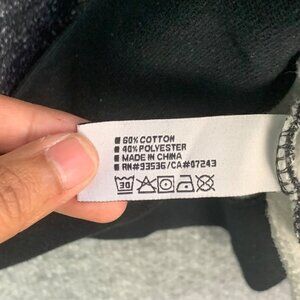 60% COTTON
40% POLYESTER
MADE IN CHINA
RN#93536/CA#07243